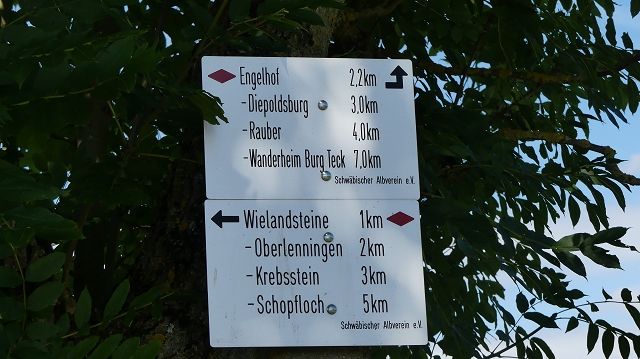 Engelhof 2,2km
-Diepoldsburg 3,0km
-Rauber 4,0km
-Wanderheim Burg Teck 7,0km
Schwäbischer Albverein e.V.
Wielandsteine 1km
-Oberlenningen 2km
-Krebsstein 3km
-Schopfloch 5km
Schwäbischer Albverein e.V.